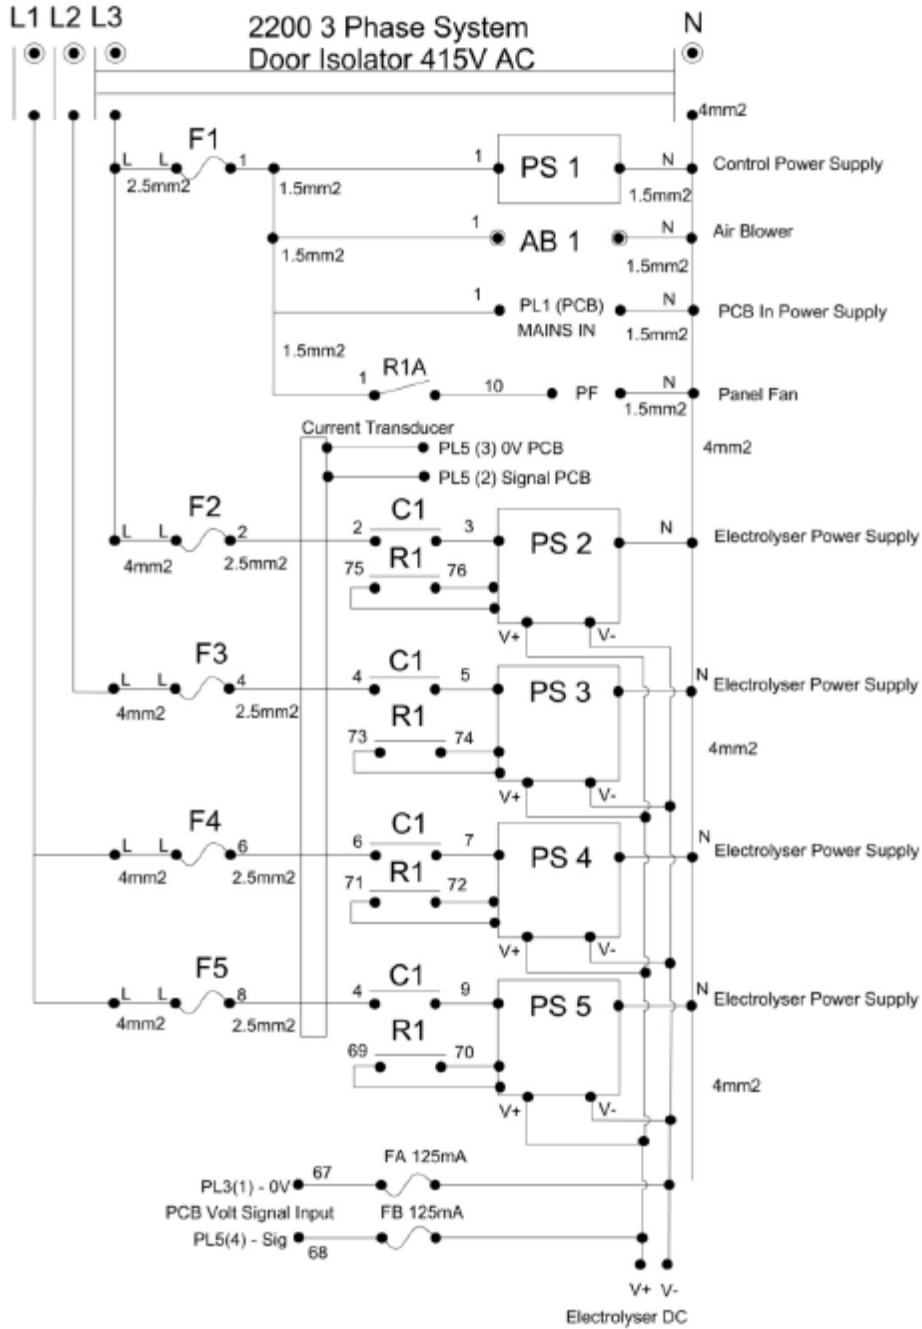 L1 L2 L3 2200 3 Phase System N
Door Isolator 415V AC
4mm2
F1
L L 1 1 PS 1 N Control Power Supply
2.5mm2 1.5mm2 1.5mm2
1 AB 1 N Air Blower
1.5mm2 1.5mm2
1 PL1 (PCB) N PCB In Power Supply
MAINS IN 1.5mm2
1.5mm2
R1A
1 10 PF N Panel Fan
1.5mm2
Current Transducer
PL5 (3) 0V PCB 4mm2
PL5 (2) Signal PCB
F2 C1
L L 2 2 3 PS 2 N Electrolyser Power Supply
4mm2 2.5mm2 R1
75 76
V+ V-
F3 C1
L L 4 4 5 PS 3 N Electrolyser Power Supply
4mm2 2.5mm2 R1
73 74 4mm2
V+ V-
F4 C1
L L 6 6 7 PS 4 N Electrolyser Power Supply
4mm2 2.5mm2 R1
71 72
V+ V-
F5 C1
L L 8 4 9 PS 5 N Electrolyser Power Supply
4mm2 2.5mm2 R1
69 70
4mm2
V+ V-
FA 125mA
PL3(1) - 0V 67
PCB Volt Signal Input FB 125mA
PL5(4) - Sig 68
V+ V-
Electrolyser DC